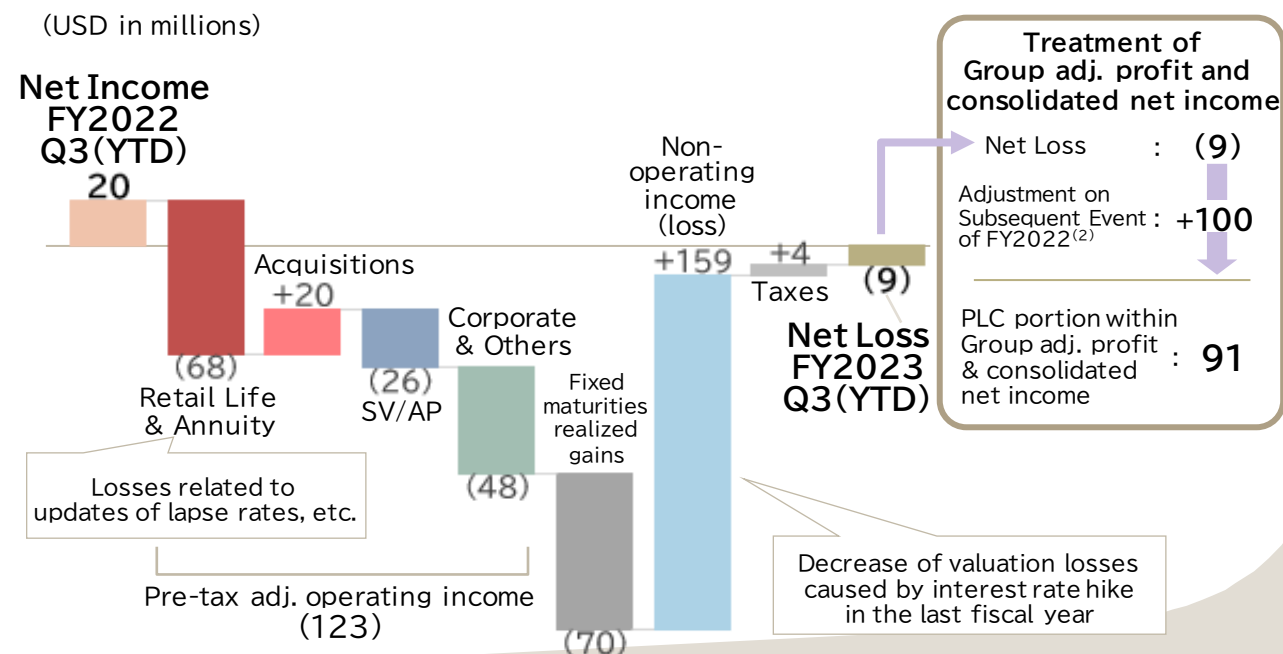 (USD in millions)
Net Income
FY2022
Q3(YTD)
20
(68)
Retail Life
& Annuity
Losses related to
updates of lapse rates, etc.
Acquisitions
+20
(26)
SV/AP
Corporate
& Others
(48)
Pre-tax adj. operating income
(123)
Fixed
maturities
realized
gains
(70)
Non-
operating
income
(loss)
+159
Decrease of valuation losses
caused by interest rate hike
in the last fiscal year
+4
Taxes
(9)
Net Loss
FY2023
Q3(YTD)
Treatment of
Group adj. profit and
consolidated net income
Net Loss : (9)
Adjustment on
Subsequent Event : +100
of FY2022(2)
PLC portion within
Group adj. profit
& consolidated : 91
net income